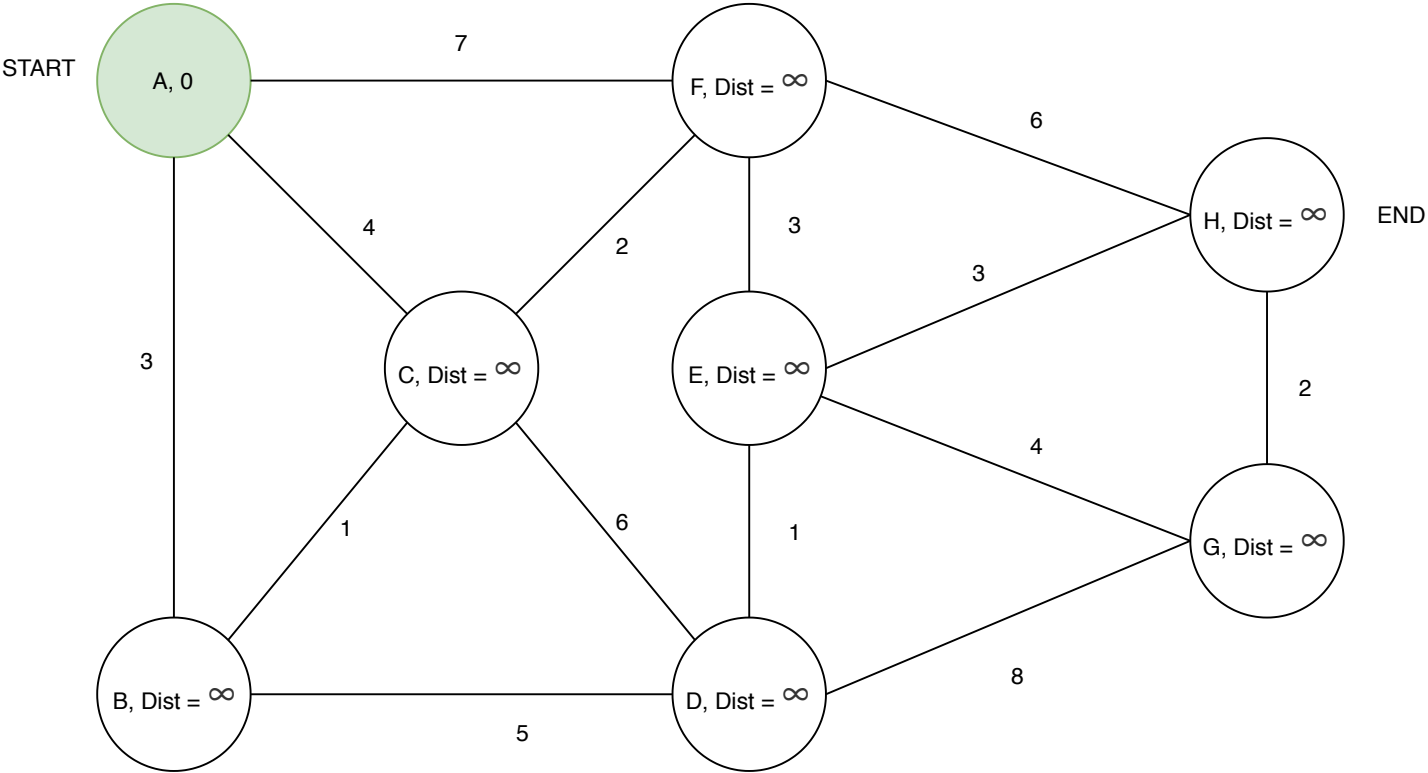 7
START
A, 0
F, Dist = ∞
6
4
2
3
H, Dist = ∞
END
3
3
C, Dist = ∞
E, Dist = ∞
2
4
1
6
1
G, Dist = ∞
8
B, Dist = ∞
D, Dist = ∞
5